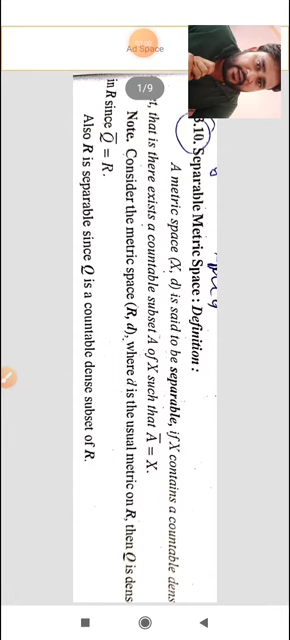 Ad Space
1/9
3.10. Separable Metric Space : Definition :
A metric space (X, d) is said to be separable, if X contains a countable dens
t, that is there exists a countable subset A of X such that A̅ = X.
Note. Consider the metric space (R, d), where d is the usual metric on R, then Q is dens
in R since Q̅ = R.
Also R is separable since Q is a countable dense subset of R.